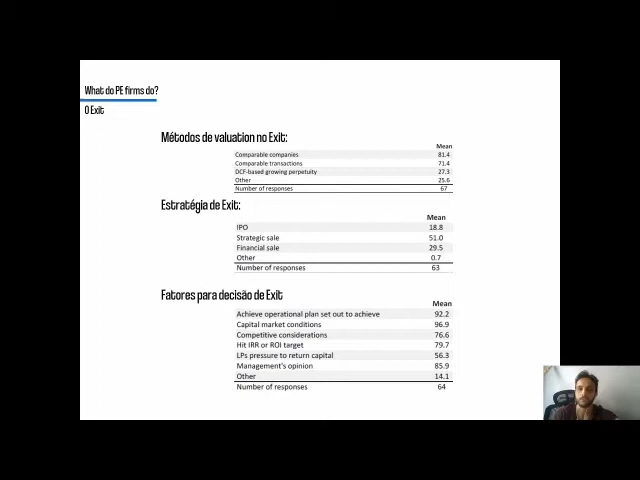 What do PE firms do?
O Exit
Métodos de valuation no Exit:
Mean
Comparable companies 81.4
Comparable transactions 71.4
DCF-based growing perpetuity 27.3
Other 25.6
Number of responses 67
Estratégia de Exit:
Mean
IPO 18.8
Strategic sale 51.0
Financial sale 29.5
Other 0.7
Number of responses 63
Fatores para decisão de Exit
Mean
Achieve operational plan set out to achieve 92.2
Capital market conditions 96.9
Competitive considerations 76.6
Hit IRR or ROI target 79.7
LPs pressure to return capital 56.3
Management's opinion 85.9
Other 14.1
Number of responses 64